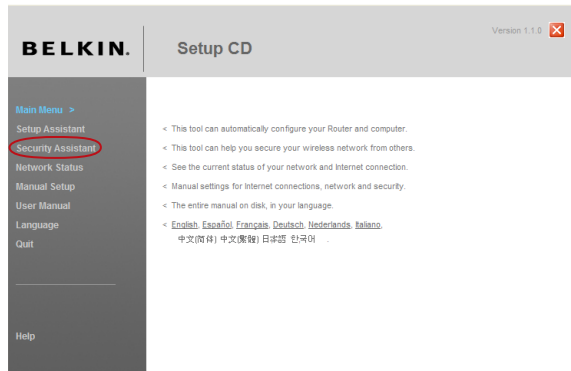 Version 1.1.0
BELKIN.
Setup CD
Main Menu >
Setup Assistant
< This tool can automatically configure your Router and computer.
Security Assistant
< This tool can help you secure your wireless network from others.
Network Status
< See the current status of your network and Internet connection.
Manual Setup
< Manual settings for Internet connections, network and security.
User Manual
< The entire manual on disk, in your language.
Language
< English, Español, Français, Deutsch, Nederlands, Italiano,
中文(简体) 中文(繁體) 日本語 한국어
Quit
Help